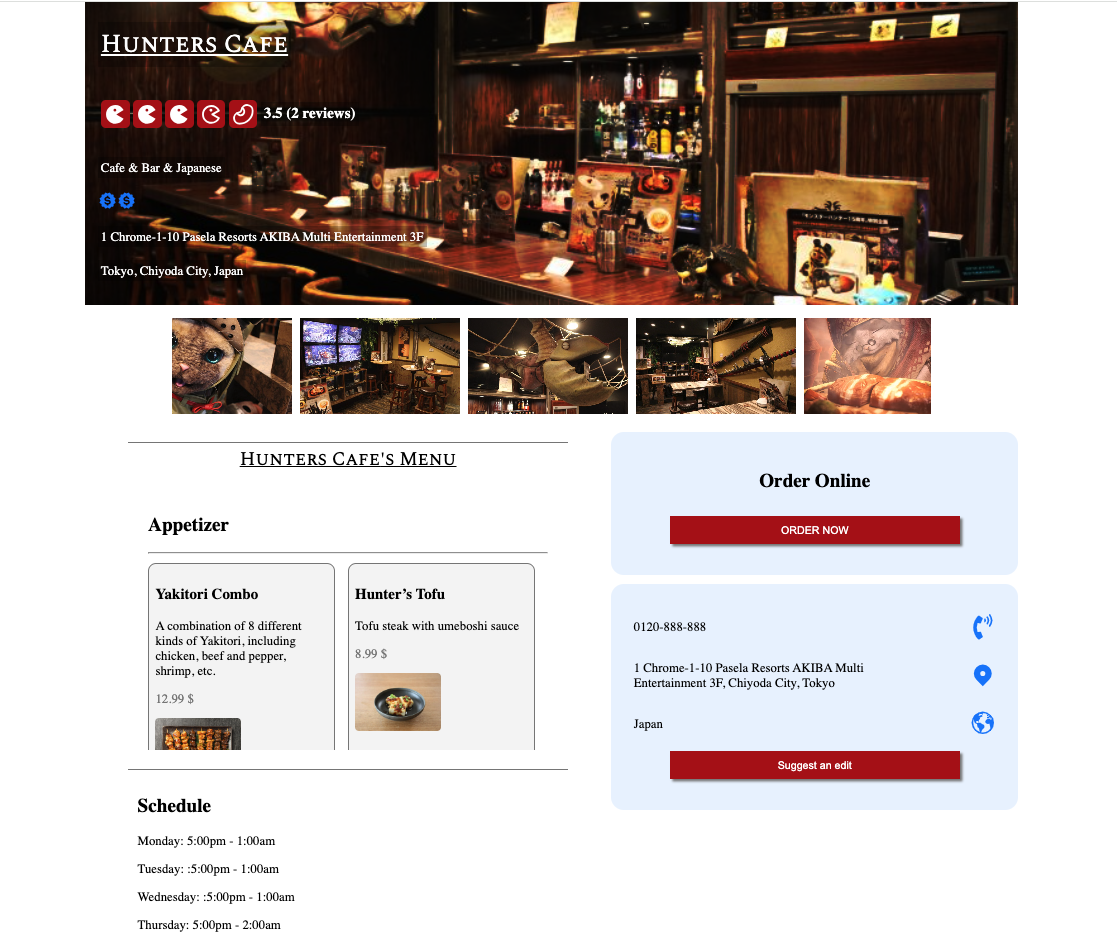 Hunters Cafe
3.5 (2 reviews)
Cafe & Bar & Japanese
1 Chrome-1-10 Pasela Resorts AKIBA Multi Entertainment 3F
Tokyo, Chiyoda City, Japan
Hunters Cafe's Menu
Appetizer
Yakitori Combo
A combination of 8 different
kinds of Yakitori, including
chicken, beef and pepper,
shrimp, etc.
12.99 $
Hunter’s Tofu
Tofu steak with umeboshi sauce
8.99 $
Schedule
Monday: 5:00pm - 1:00am
Tuesday: :5:00pm - 1:00am
Wednesday: :5:00pm - 1:00am
Thursday: 5:00pm - 2:00am
Order Online
ORDER NOW
0120-888-888
1 Chrome-1-10 Pasela Resorts AKIBA Multi
Entertainment 3F, Chiyoda City, Tokyo
Japan
Suggest an edit